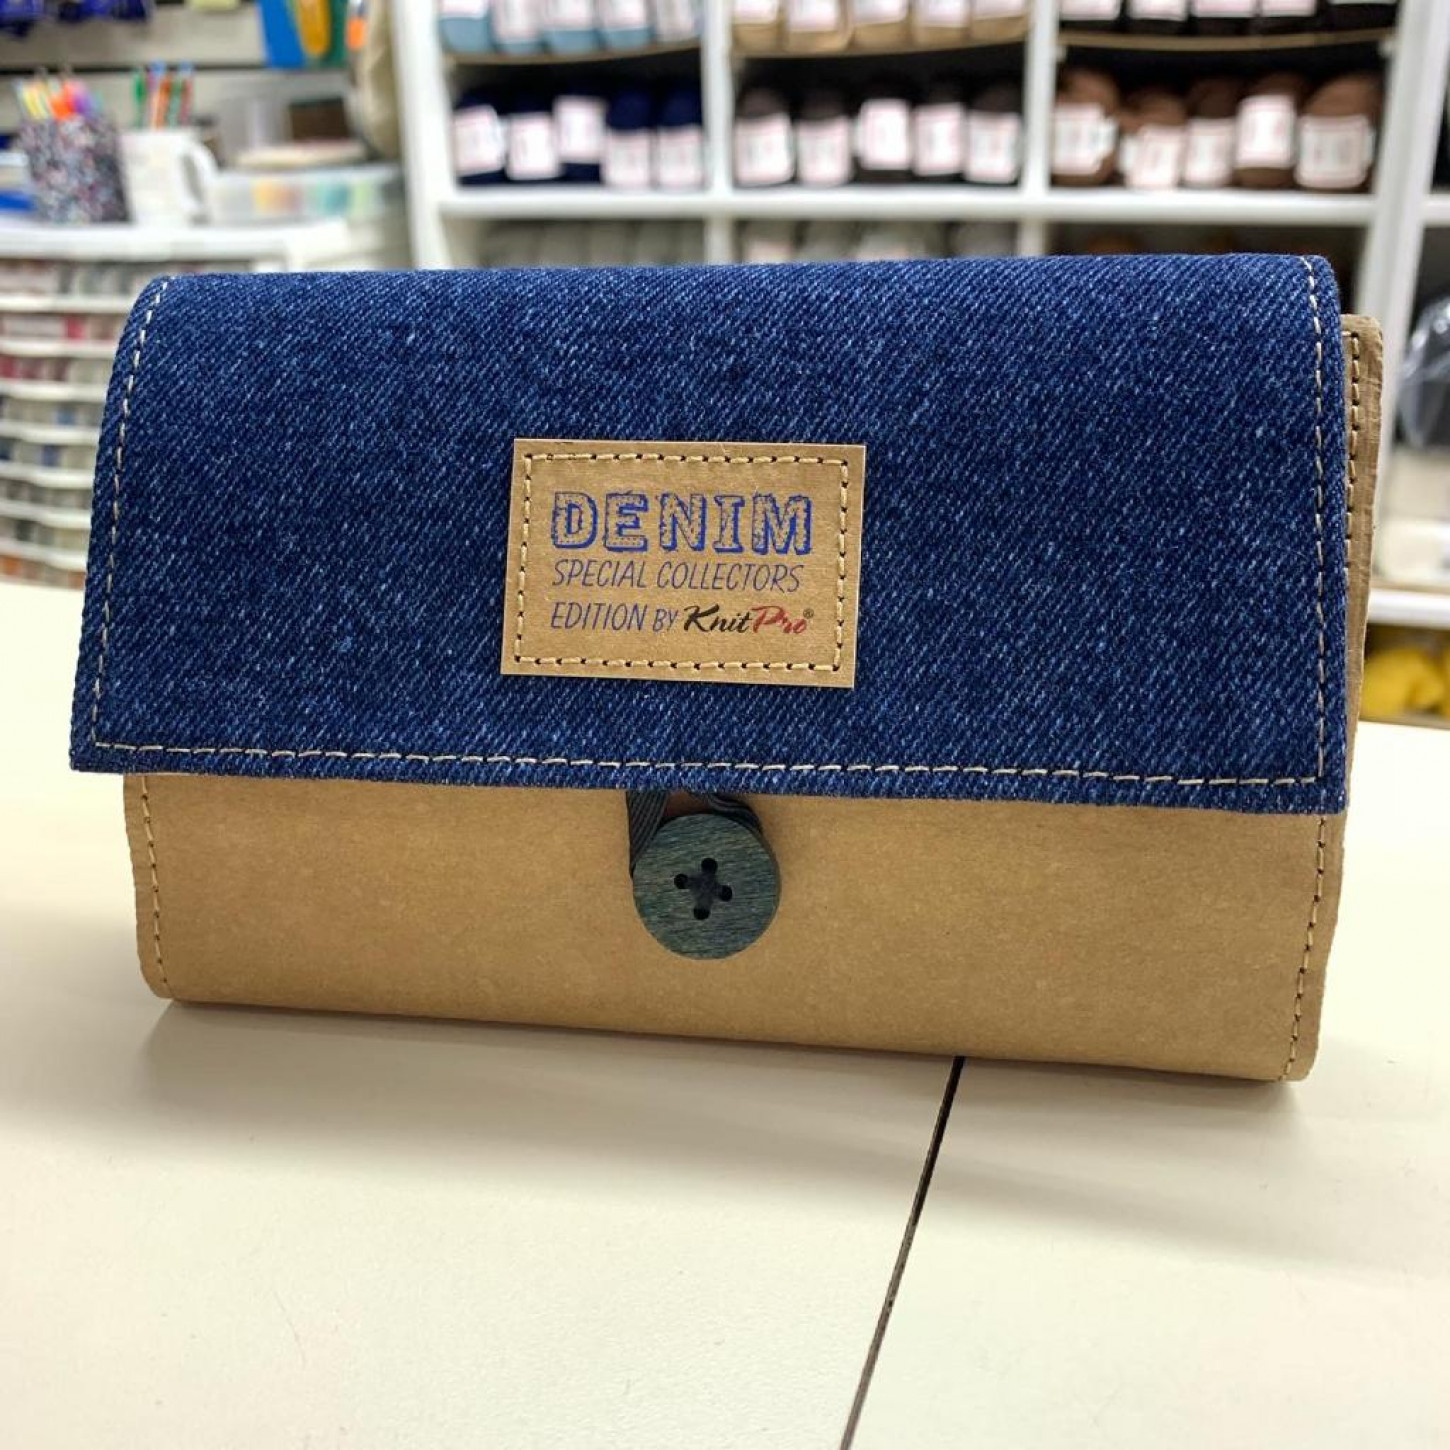 DENIM
SPECIAL COLLECTORS
EDITION BY KnitPro®